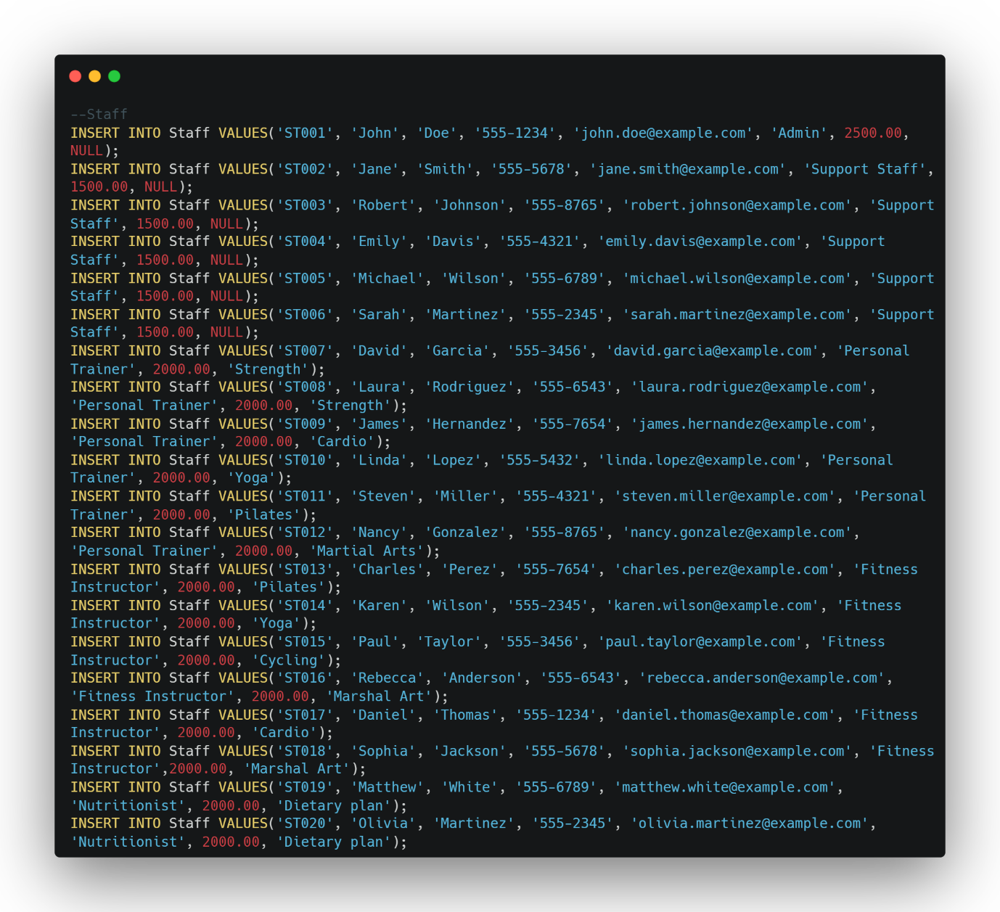 --Staff
INSERT INTO Staff VALUES('ST001', 'John', 'Doe', '555-1234', 'john.doe@example.com', 'Admin', 2500.00,
NULL);
INSERT INTO Staff VALUES('ST002', 'Jane', 'Smith', '555-5678', 'jane.smith@example.com', 'Support Staff',
1500.00, NULL);
INSERT INTO Staff VALUES('ST003', 'Robert', 'Johnson', '555-8765', 'robert.johnson@example.com', 'Support
Staff', 1500.00, NULL);
INSERT INTO Staff VALUES('ST004', 'Emily', 'Davis', '555-4321', 'emily.davis@example.com', 'Support
Staff', 1500.00, NULL);
INSERT INTO Staff VALUES('ST005', 'Michael', 'Wilson', '555-6789', 'michael.wilson@example.com', 'Support
Staff', 1500.00, NULL);
INSERT INTO Staff VALUES('ST006', 'Sarah', 'Martinez', '555-2345', 'sarah.martinez@example.com', 'Support
Staff', 1500.00, NULL);
INSERT INTO Staff VALUES('ST007', 'David', 'Garcia', '555-3456', 'david.garcia@example.com', 'Personal
Trainer', 2000.00, 'Strength');
INSERT INTO Staff VALUES('ST008', 'Laura', 'Rodriguez', '555-6543', 'laura.rodriguez@example.com',
'Personal Trainer', 2000.00, 'Strength');
INSERT INTO Staff VALUES('ST009', 'James', 'Hernandez', '555-7654', 'james.hernandez@example.com',
'Personal Trainer', 2000.00, 'Cardio');
INSERT INTO Staff VALUES('ST010', 'Linda', 'Lopez', '555-5432', 'linda.lopez@example.com', 'Personal
Trainer', 2000.00, 'Yoga');
INSERT INTO Staff VALUES('ST011', 'Steven', 'Miller', '555-4321', 'steven.miller@example.com', 'Personal
Trainer', 2000.00, 'Pilates');
INSERT INTO Staff VALUES('ST012', 'Nancy', 'Gonzalez', '555-8765', 'nancy.gonzalez@example.com',
'Personal Trainer', 2000.00, 'Martial Arts');
INSERT INTO Staff VALUES('ST013', 'Charles', 'Perez', '555-7654', 'charles.perez@example.com', 'Fitness
Instructor', 2000.00, 'Pilates');
INSERT INTO Staff VALUES('ST014', 'Karen', 'Wilson', '555-2345', 'karen.wilson@example.com', 'Fitness
Instructor', 2000.00, 'Yoga');
INSERT INTO Staff VALUES('ST015', 'Paul', 'Taylor', '555-3456', 'paul.taylor@example.com', 'Fitness
Instructor', 2000.00, 'Cycling');
INSERT INTO Staff VALUES('ST016', 'Rebecca', 'Anderson', '555-6543', 'rebecca.anderson@example.com',
'Fitness Instructor', 2000.00, 'Marshal Art');
INSERT INTO Staff VALUES('ST017', 'Daniel', 'Thomas', '555-1234', 'daniel.thomas@example.com', 'Fitness
Instructor', 2000.00, 'Cardio');
INSERT INTO Staff VALUES('ST018', 'Sophia', 'Jackson', '555-5678', 'sophia.jackson@example.com', 'Fitness
Instructor',2000.00, 'Marshal Art');
INSERT INTO Staff VALUES('ST019', 'Matthew', 'White', '555-6789', 'matthew.white@example.com',
'Nutritionist', 2000.00, 'Dietary plan');
INSERT INTO Staff VALUES('ST020', 'Olivia', 'Martinez', '555-2345', 'olivia.martinez@example.com',
'Nutritionist', 2000.00, 'Dietary plan');